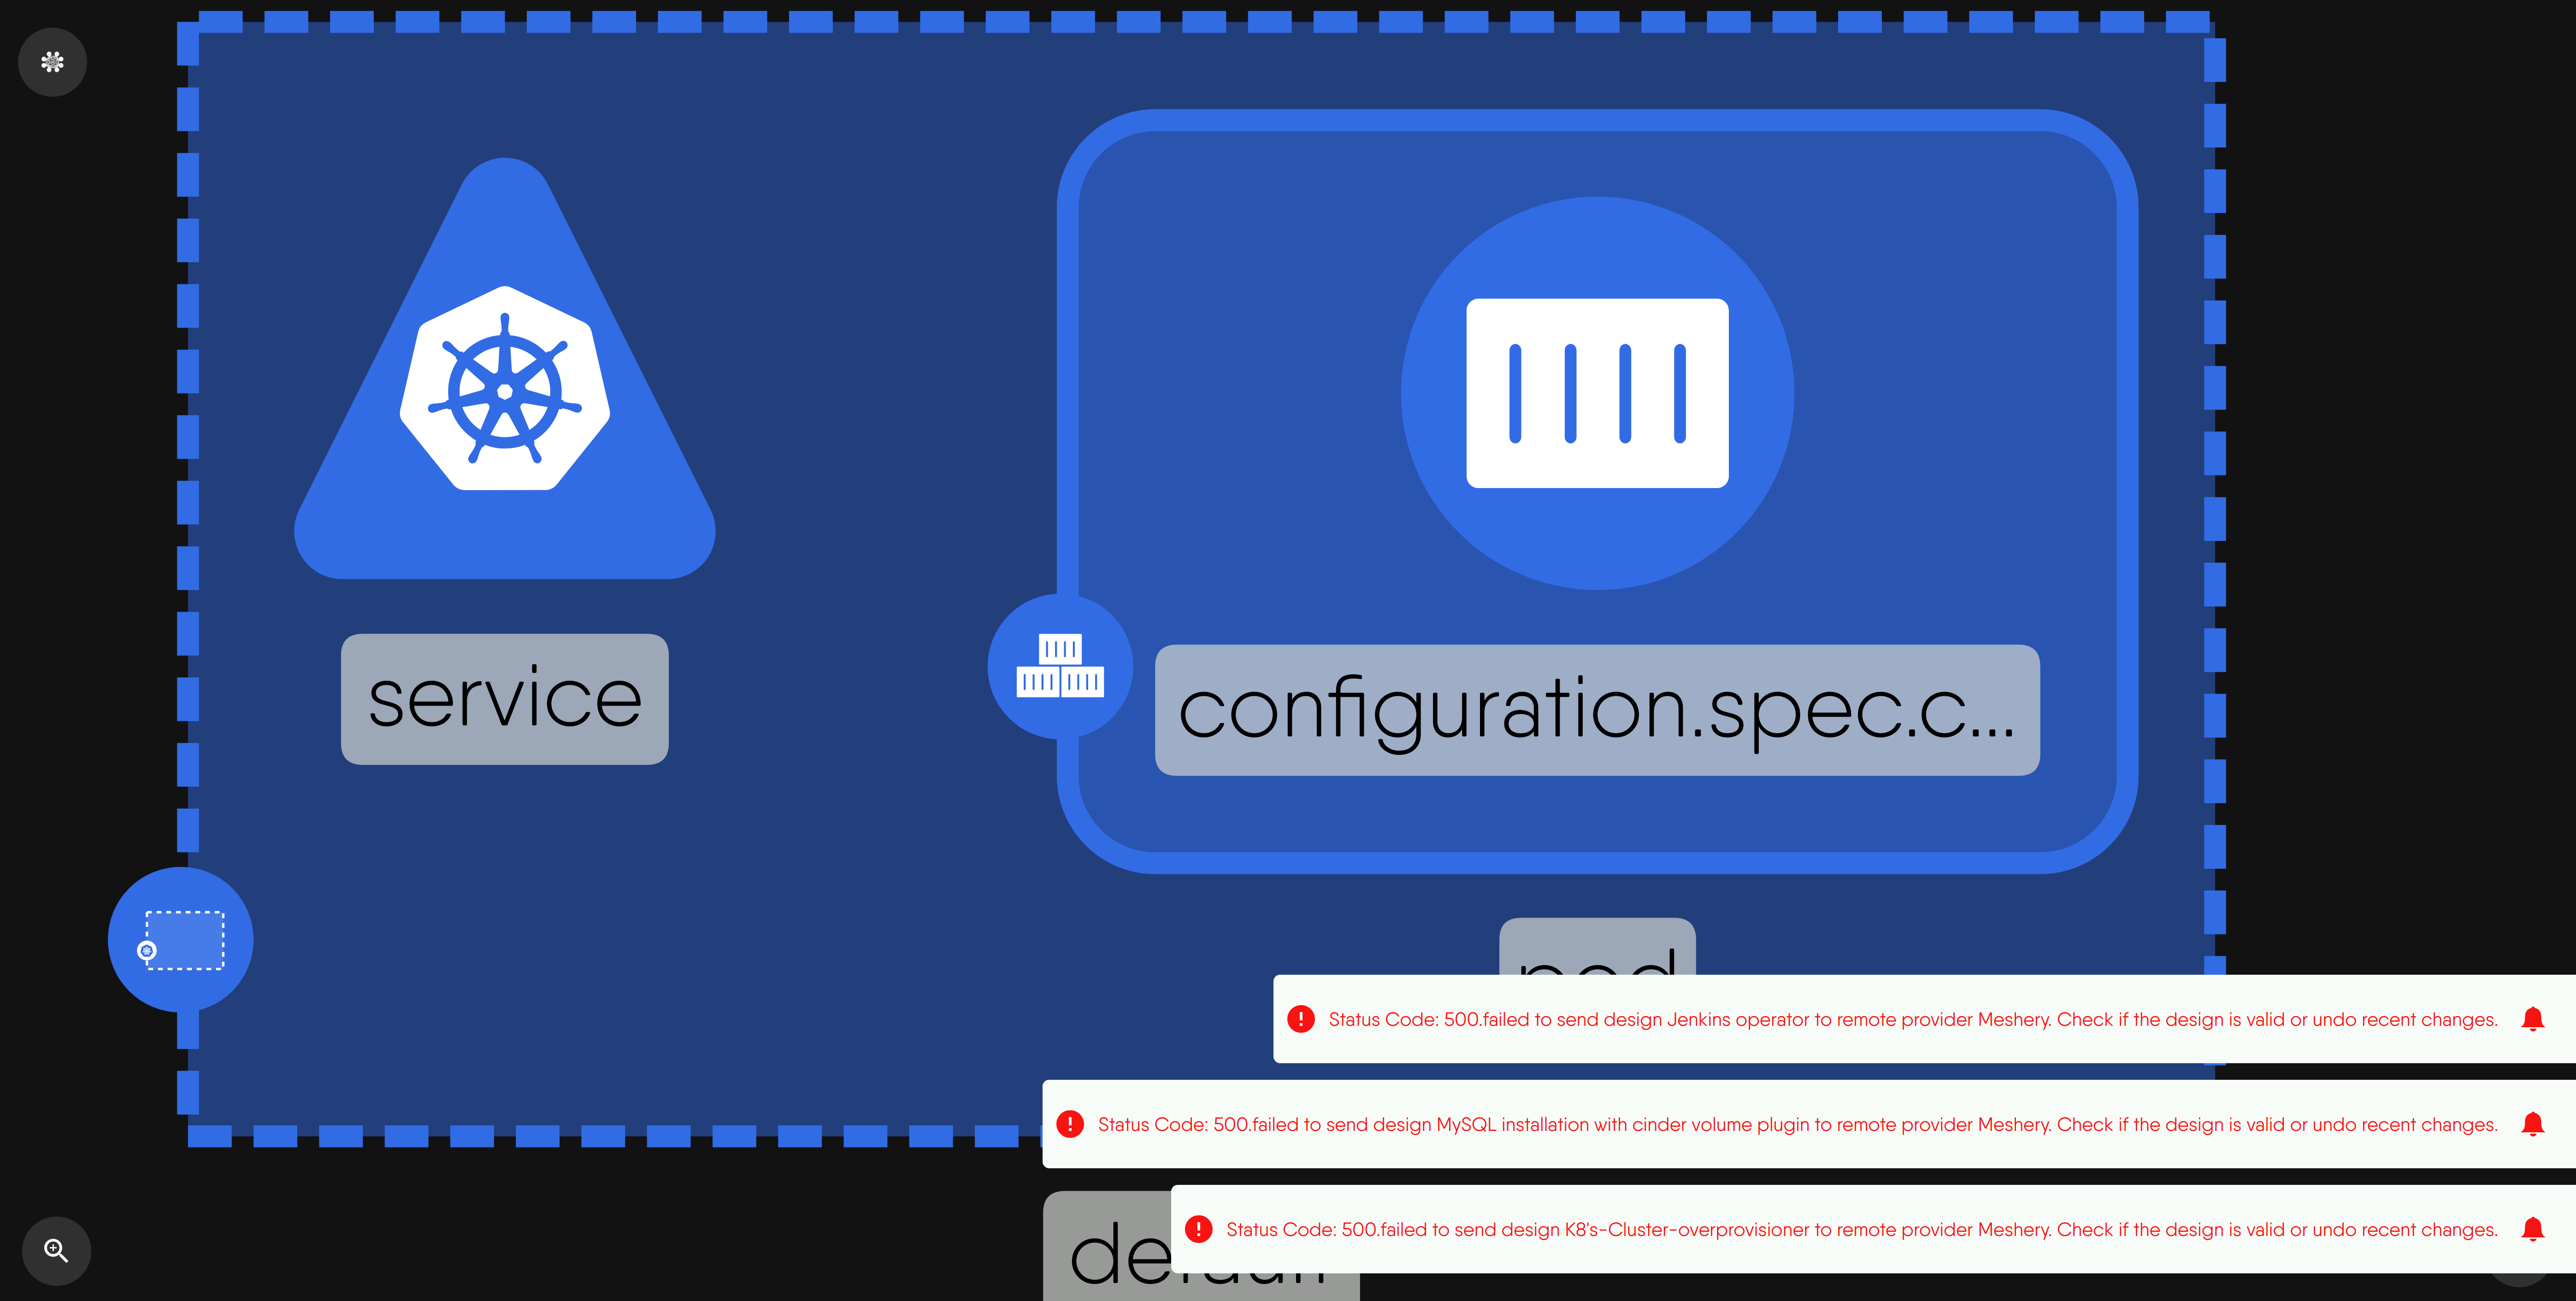 service
configuration.spec.c...
pod
Status Code: 500.failed to send design Jenkins operator to remote provider Meshery. Check if the design is valid or undo recent changes.
Status Code: 500.failed to send design MySQL installation with cinder volume plugin to remote provider Meshery. Check if the design is valid or undo recent changes.
Status Code: 500.failed to send design K8's-Cluster-overprovisioner to remote provider Meshery. Check if the design is valid or undo recent changes.
default